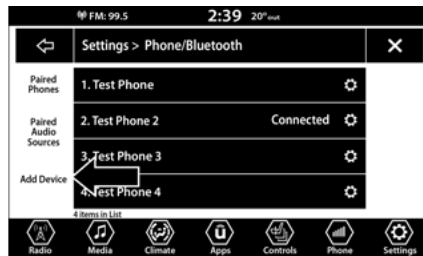 FM: 99.5 2:39 20° out
Settings > Phone/Bluetooth
Paired
Phones
1. Test Phone
Paired
Audio
Sources
2. Test Phone 2 Connected
3. Test Phone 3
Add Device
4. Test Phone 4
4 items in List
Radio Media Climate Apps Controls Phone Settings